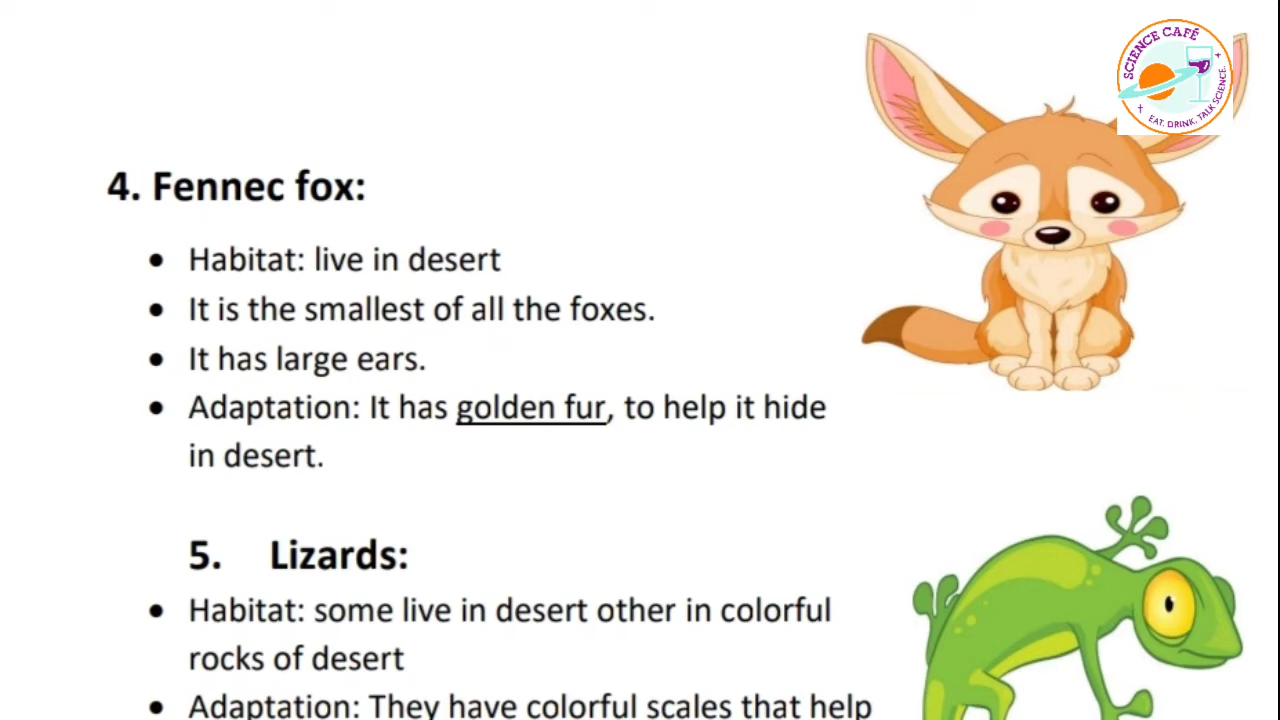 SCIENCE CAFÉ
EAT. DRINK. TALK SCIENCE.
4. Fennec fox:
• Habitat: live in desert
• It is the smallest of all the foxes.
• It has large ears.
• Adaptation: It has golden fur, to help it hide
in desert.
5. Lizards:
• Habitat: some live in desert other in colorful
rocks of desert
• Adaptation: They have colorful scales that help